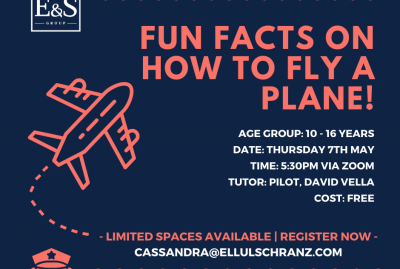 E&S
GROUP
FUN FACTS ON
HOW TO FLY A
PLANE!
AGE GROUP: 10 - 16 YEARS
DATE: THURSDAY 7TH MAY
TIME: 5:30PM VIA ZOOM
TUTOR: PILOT, DAVID VELLA
COST: FREE
- LIMITED SPACES AVAILABLE | REGISTER NOW -
CASSANDRA@ELLULSCHRANZ.COM